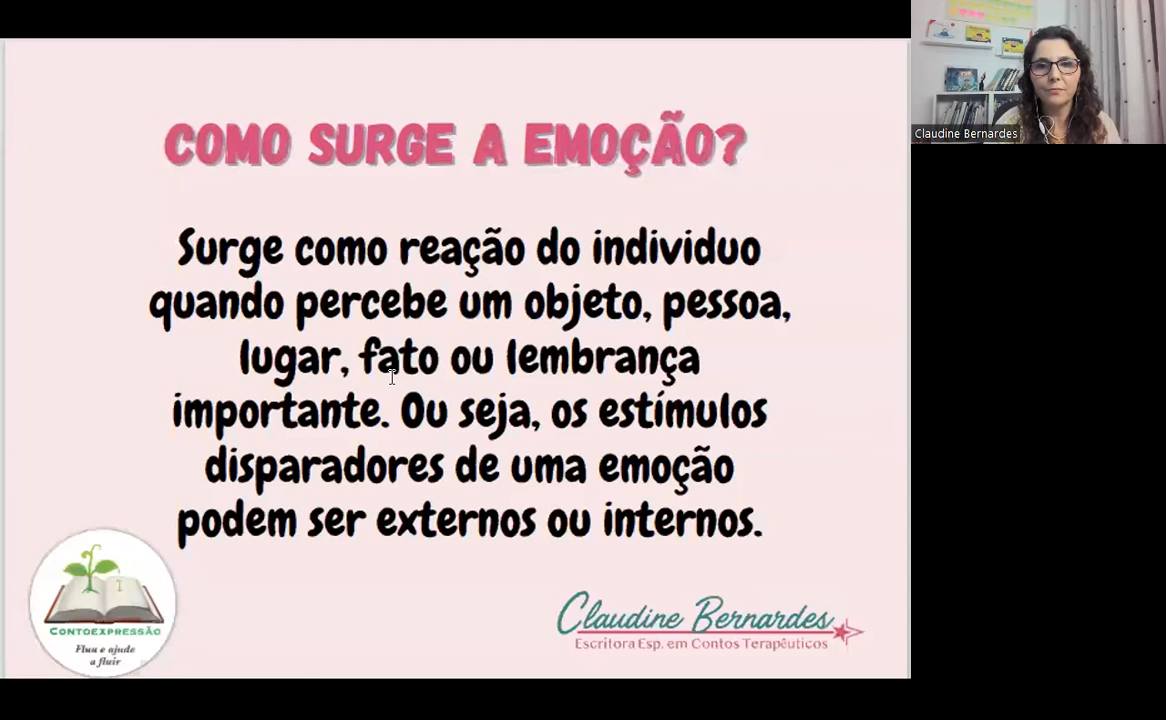 COMO SURGE A EMOÇÃO?
Surge como reação do individuo
quando percebe um objeto, pessoa,
lugar, fato ou lembrança
importante. Ou seja, os estímulos
disparadores de uma emoção
podem ser externos ou internos.
CONTOEXPRESSÃO
Flua e ajude
a fluir
Claudine Bernardes
Escritora Esp. em Contos Terapêuticos
Claudine Bernardes